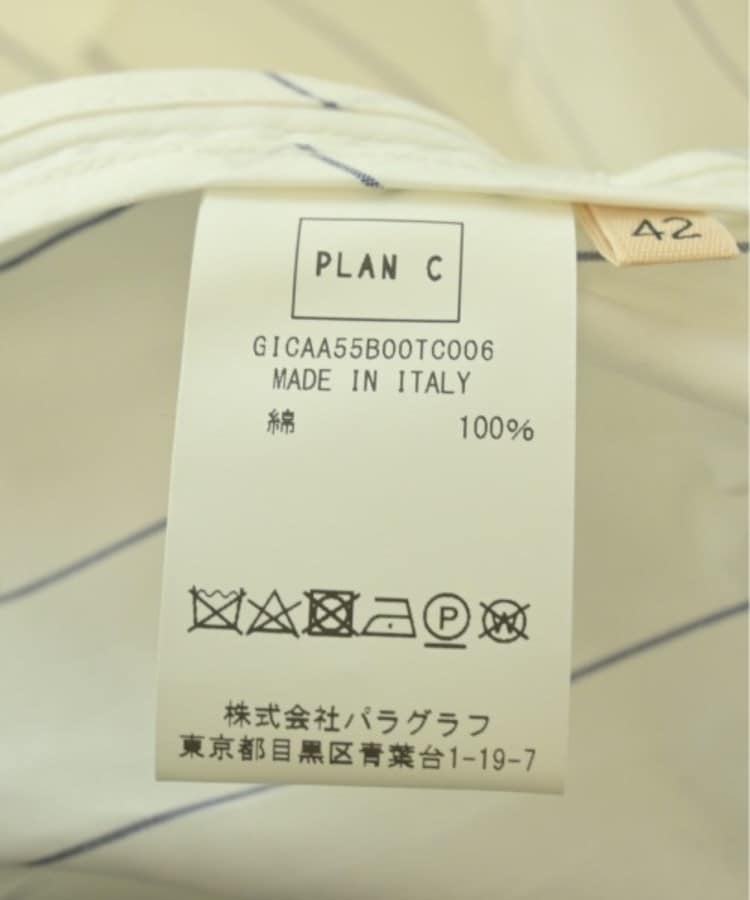 42
PLAN C
GICAA55B00TC006
MADE IN ITALY
綿 100%
P
W
株式会社パラグラフ
東京都目黒区青葉台1-19-7